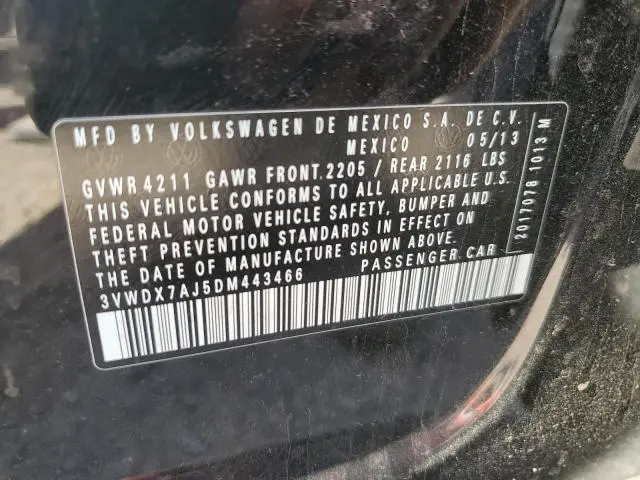 MFD BY VOLKSWAGEN DE MEXICO S.A. DE C.V.
MEXICO 05/13
GVWR 4211 GAWR FRONT.2205 / REAR 2116 LBS
THIS VEHICLE CONFORMS TO ALL APPLICABLE U.S.
FEDERAL MOTOR VEHICLE SAFETY, BUMPER AND
THEFT PREVENTION STANDARDS IN EFFECT ON
THE DATE OF MANUFACTURE SHOWN ABOVE.
3VWDX7AJ5DM443466 PASSENGER CAR
2017078 1013 M